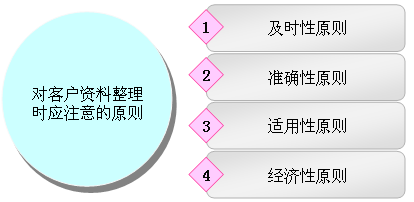 对客户资料整理
时应注意的原则
1 及时性原则
2 准确性原则
3 适用性原则
4 经济性原则